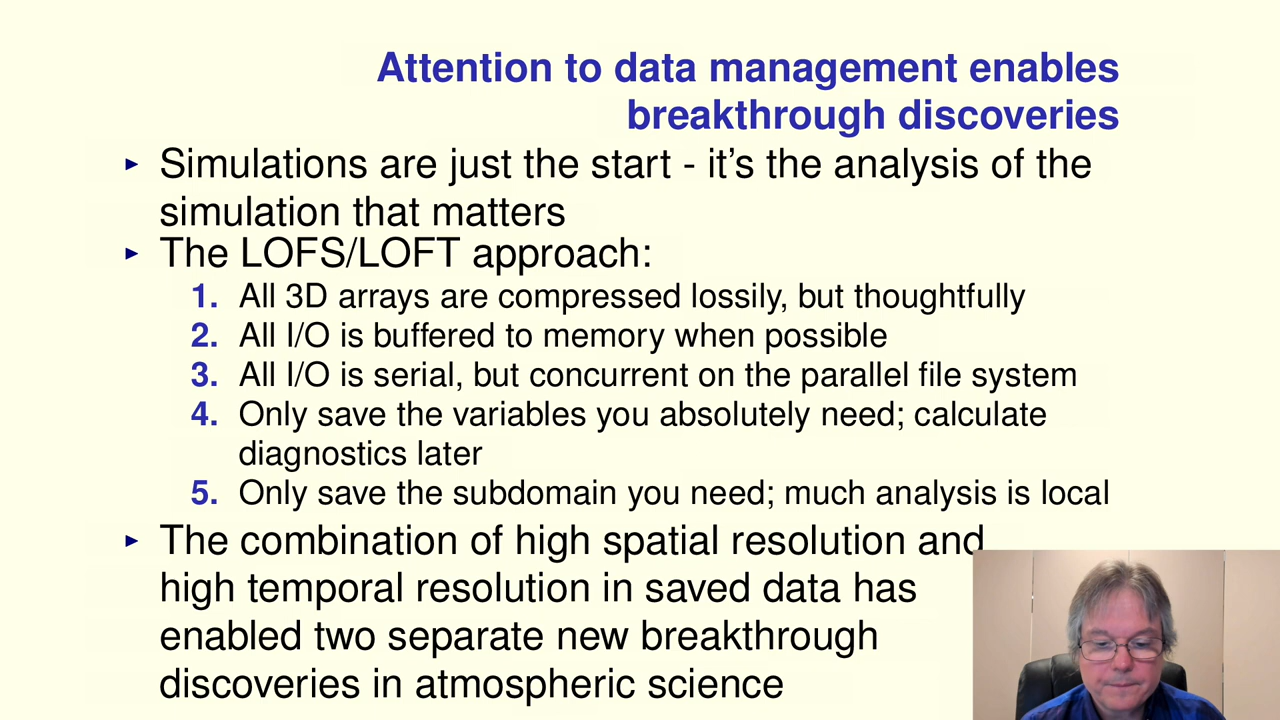 Attention to data management enables
breakthrough discoveries
▸ Simulations are just the start - it’s the analysis of the
simulation that matters
▸ The LOFS/LOFT approach:
1. All 3D arrays are compressed lossily, but thoughtfully
2. All I/O is buffered to memory when possible
3. All I/O is serial, but concurrent on the parallel file system
4. Only save the variables you absolutely need; calculate
diagnostics later
5. Only save the subdomain you need; much analysis is local
▸ The combination of high spatial resolution and
high temporal resolution in saved data has
enabled two separate new breakthrough
discoveries in atmospheric science